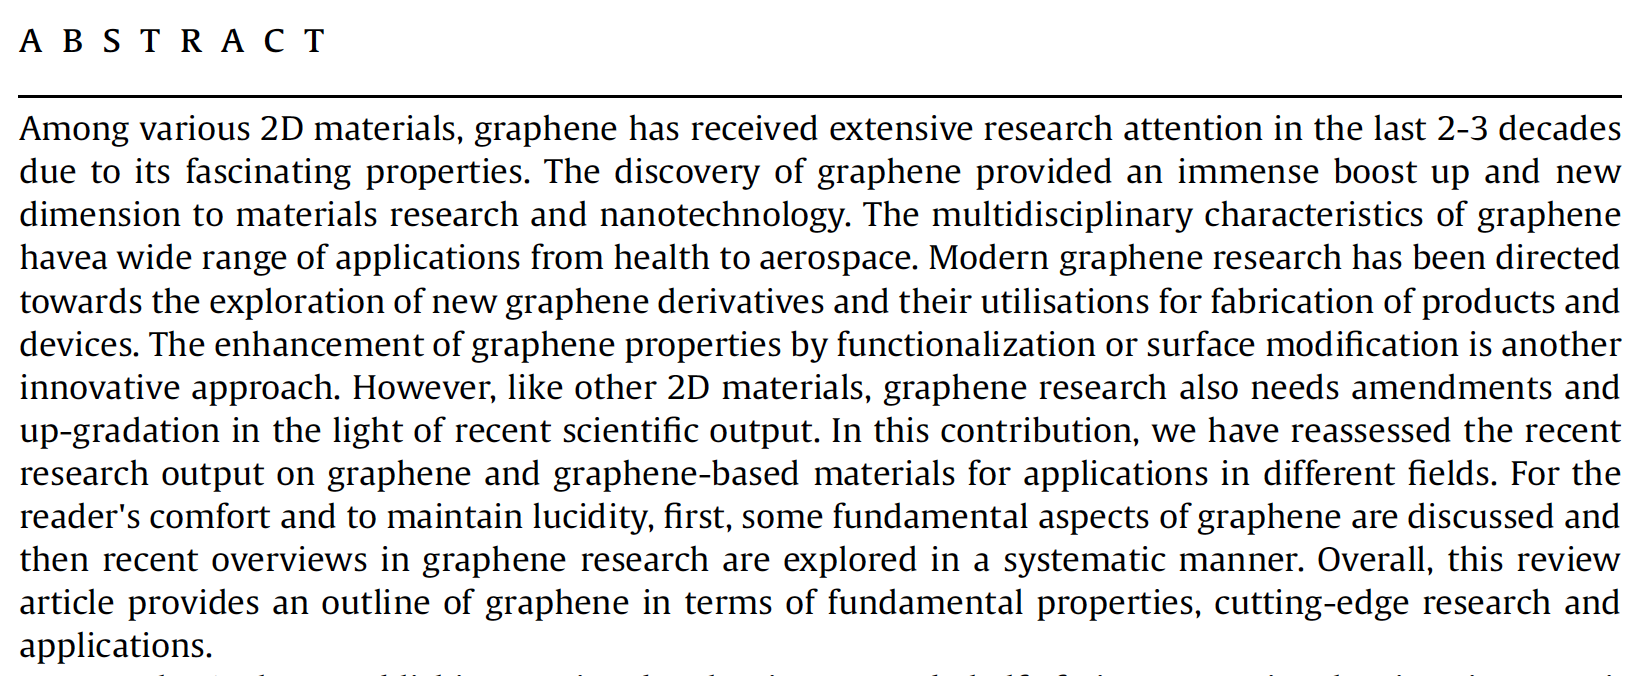 A B S T R A C T
Among various 2D materials, graphene has received extensive research attention in the last 2-3 decades
due to its fascinating properties. The discovery of graphene provided an immense boost up and new
dimension to materials research and nanotechnology. The multidisciplinary characteristics of graphene
havea wide range of applications from health to aerospace. Modern graphene research has been directed
towards the exploration of new graphene derivatives and their utilisations for fabrication of products and
devices. The enhancement of graphene properties by functionalization or surface modification is another
innovative approach. However, like other 2D materials, graphene research also needs amendments and
up-gradation in the light of recent scientific output. In this contribution, we have reassessed the recent
research output on graphene and graphene-based materials for applications in different fields. For the
reader's comfort and to maintain lucidity, first, some fundamental aspects of graphene are discussed and
then recent overviews in graphene research are explored in a systematic manner. Overall, this review
article provides an outline of graphene in terms of fundamental properties, cutting-edge research and
applications.